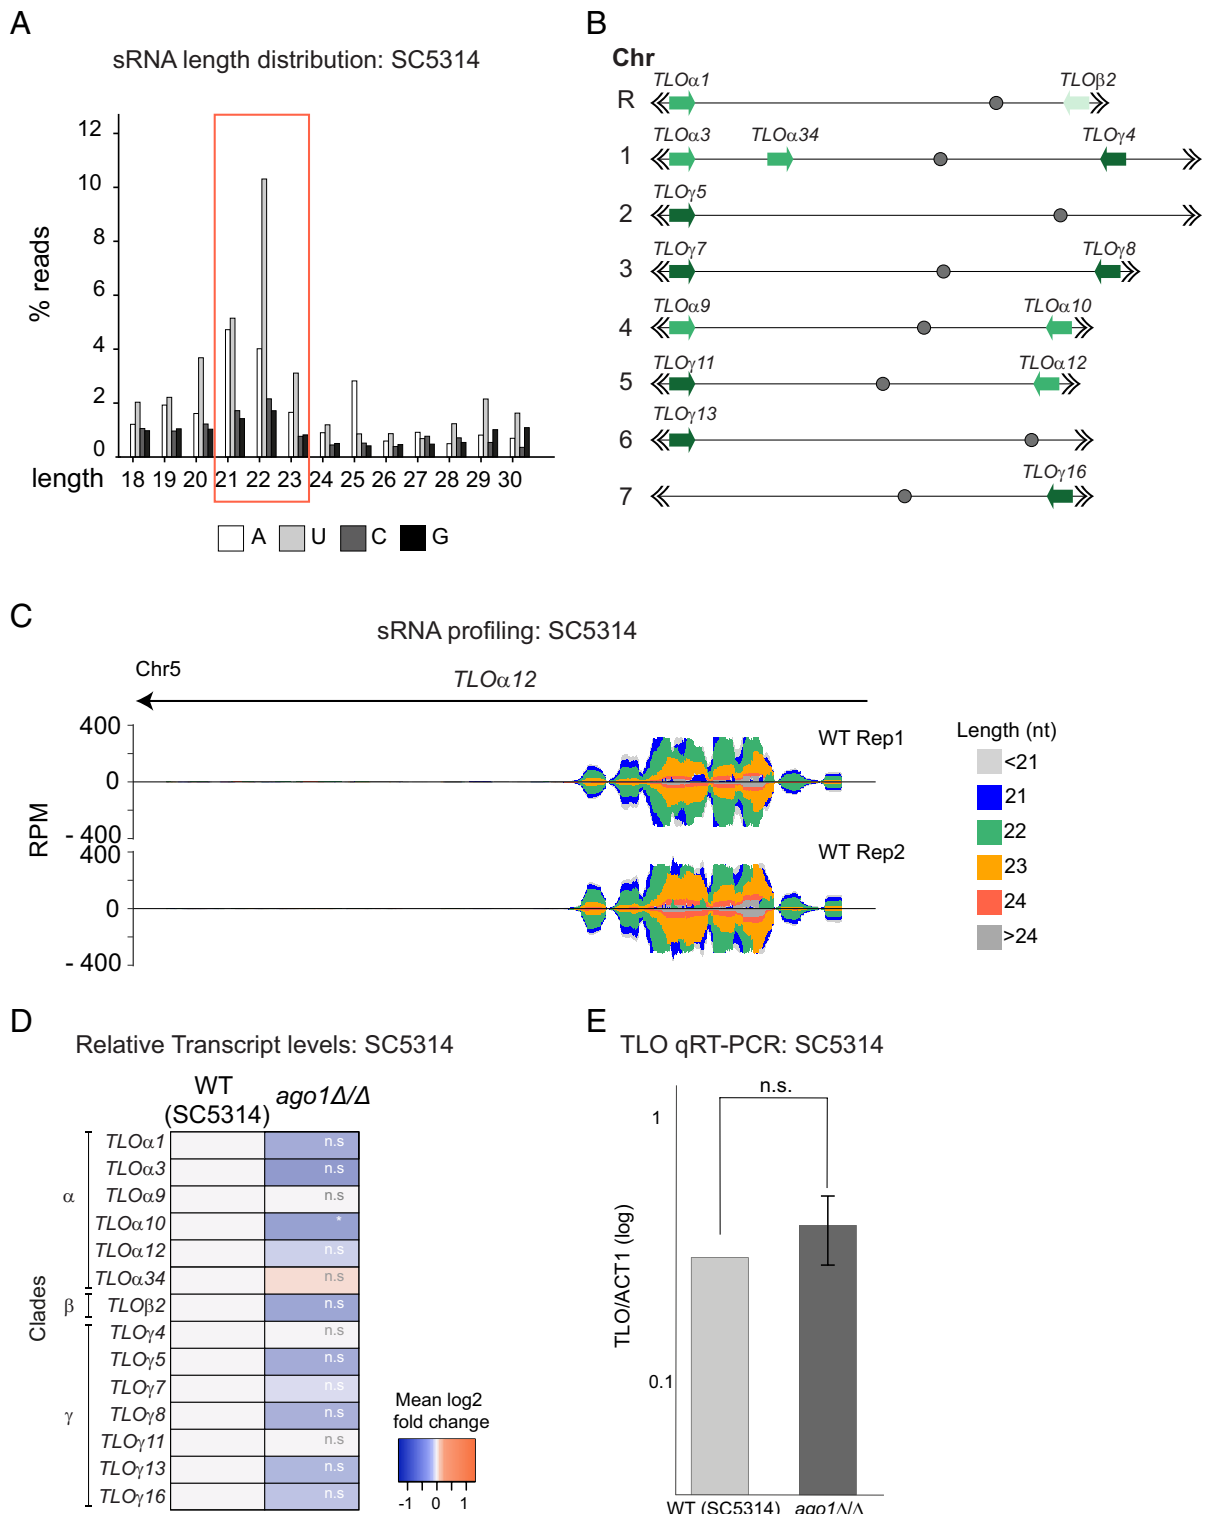 A
sRNA length distribution: SC5314
12
10
8
6
4
2
0
% reads
length 18 19 20 21 22 23 24 25 26 27 28 29 30
A U C G
B
Chr
TLOα1 TLOβ2
R
TLOα3 TLOα34 TLOγ4
1
TLOγ5
2
TLOγ7 TLOγ8
3
TLOα9 TLOα10
4
TLOγ11 TLOα12
5
TLOγ13
6
TLOγ16
7
C
sRNA profiling: SC5314
Chr5
TLOα12
400
0
- 400
WT Rep1
400
0
- 400
WT Rep2
RPM
Length (nt)
<21
21
22
23
24
>24
D
Relative Transcript levels: SC5314
WT
(SC5314)
ago1Δ/Δ
TLOα1 n.s
TLOα3 n.s
TLOα9 n.s
TLOα10 *
TLOα12 n.s
TLOα34 n.s
TLOβ2 n.s
TLOγ4 n.s
TLOγ5 n.s
TLOγ7 n.s
TLOγ8 n.s
TLOγ11 n.s
TLOγ13 n.s
TLOγ16 n.s
α
β
γ
Clades
Mean log2
fold change
-1 0 1
E
TLO qRT-PCR: SC5314
n.s.
1
0.1
TLO/ACT1 (log)
WT (SC5314) ago1Δ/Δ